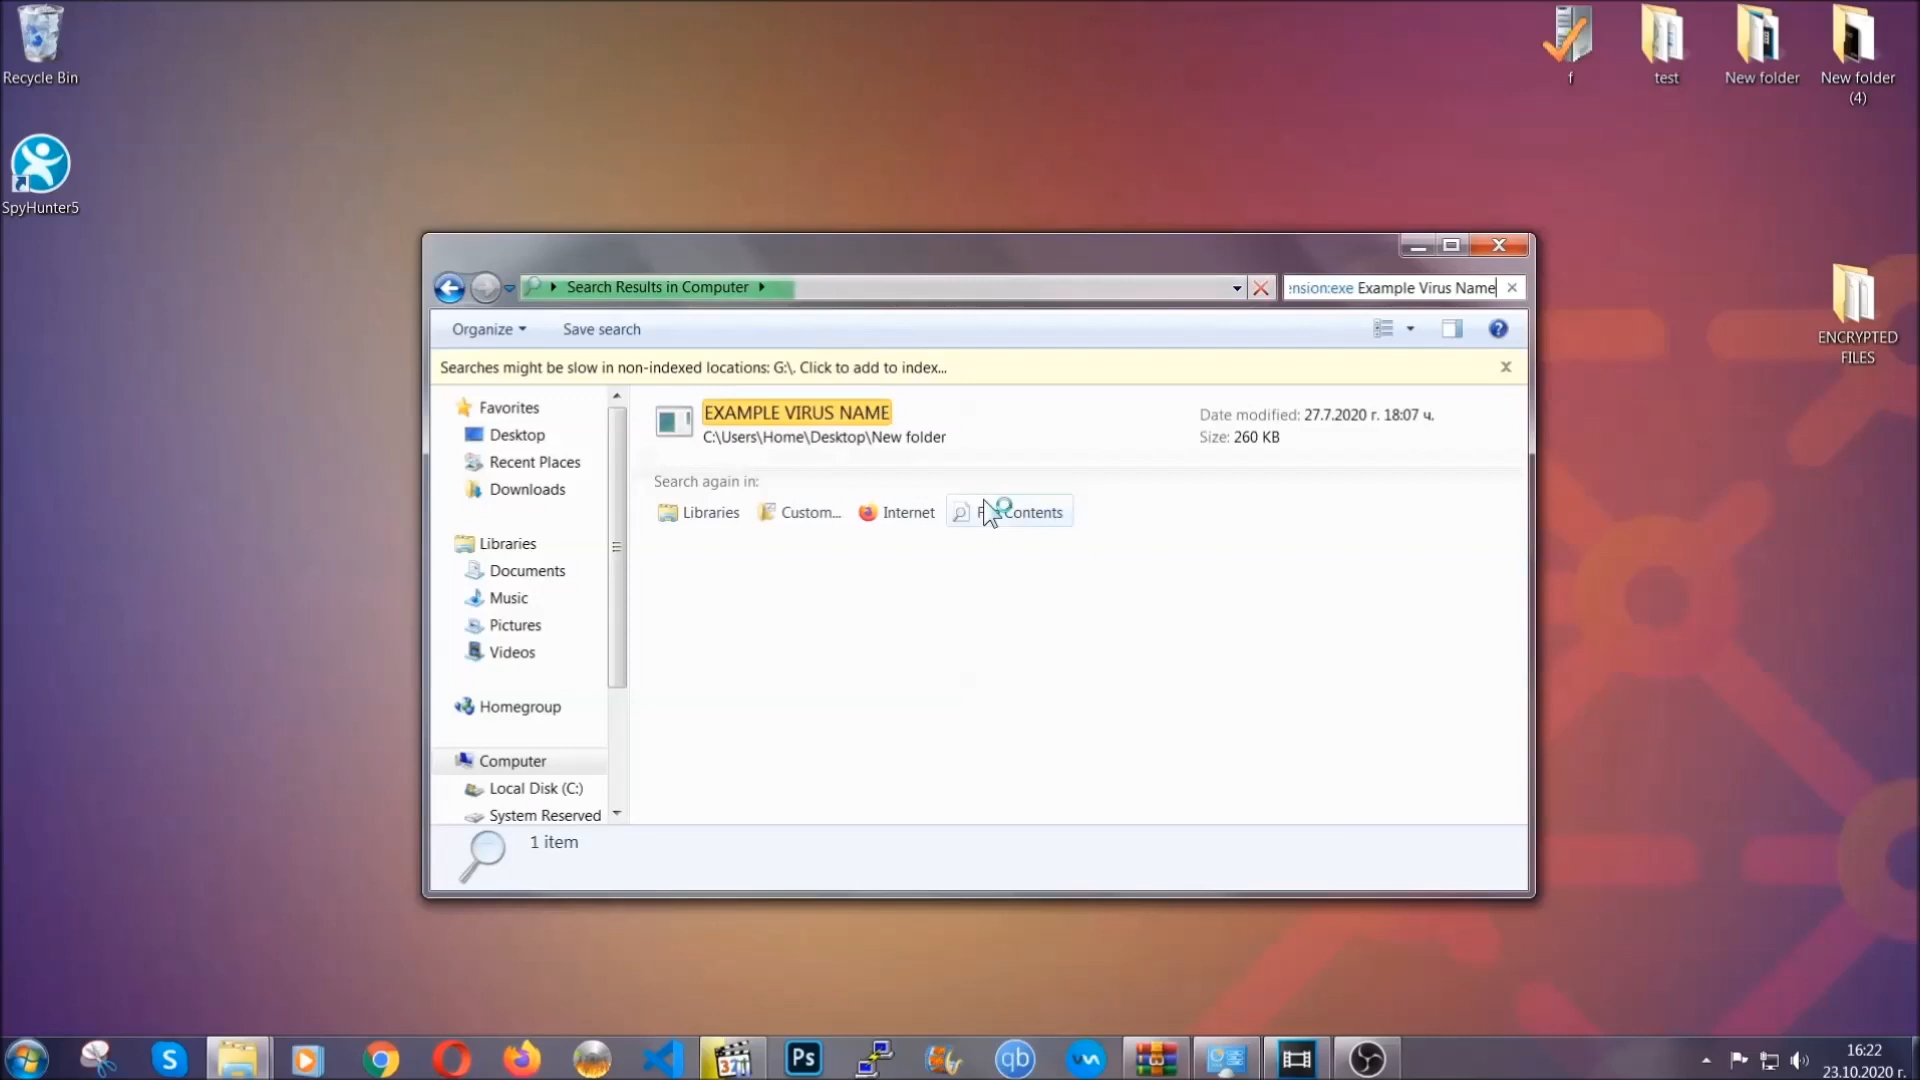 Recycle Bin
SpyHunter5
f
test
New folder
New folder
(4)
ENCRYPTED
FILES
Search Results in Computer
ension:exe Example Virus Name
Organize
Save search
Searches might be slow in non-indexed locations: G:\. Click to add to index...
Favorites
Desktop
Recent Places
Downloads
Libraries
Documents
Music
Pictures
Videos
Homegroup
Computer
Local Disk (C:)
System Reserved
EXAMPLE VIRUS NAME
C:\Users\Home\Desktop\New folder
Date modified: 27.7.2020 г. 18:07 ч.
Size: 260 KB
Search again in:
Libraries
Custom...
Internet
Contents
1 item
S
Ps
qb
16:22
23.10.2020 г.